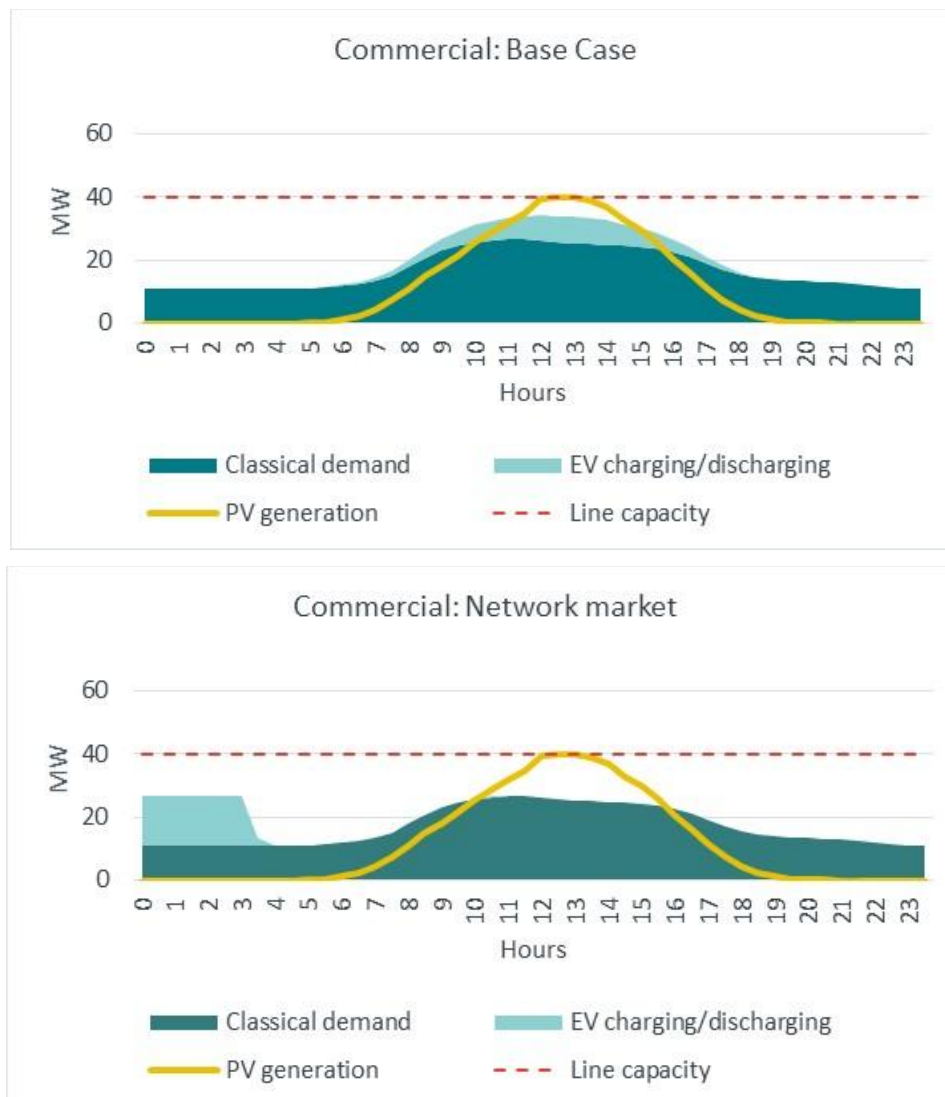 Commercial: Base Case
60
40
20
0
MW
0 1 2 3 4 5 6 7 8 9 10 11 12 13 14 15 16 17 18 19 20 21 22 23
Hours
Classical demand EV charging/discharging
PV generation Line capacity
Commercial: Network market
60
40
20
0
MW
0 1 2 3 4 5 6 7 8 9 10 11 12 13 14 15 16 17 18 19 20 21 22 23
Hours
Classical demand EV charging/discharging
PV generation Line capacity